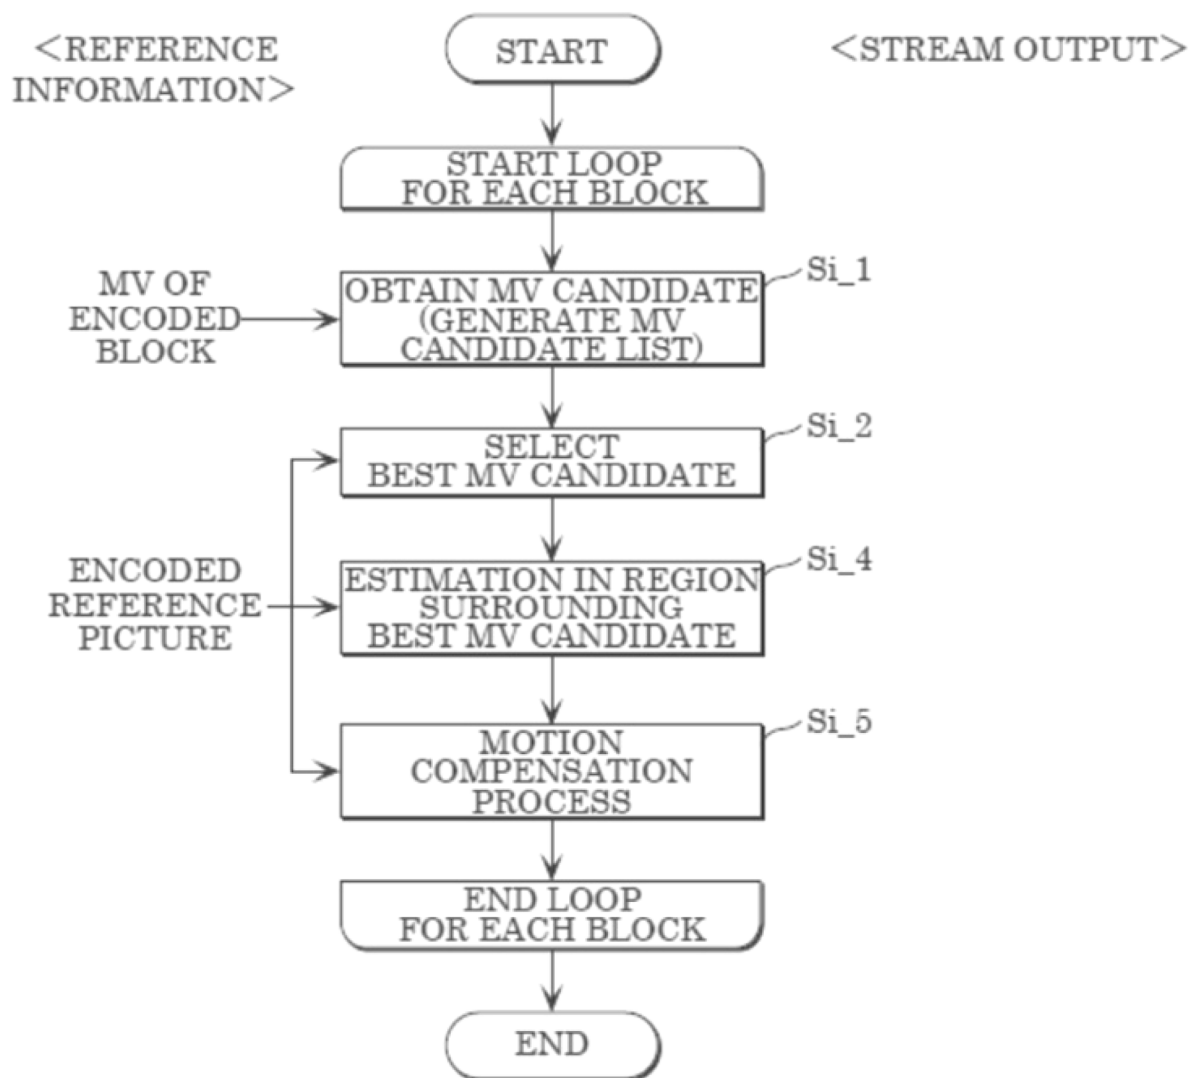 <REFERENCE
INFORMATION>
START
<STREAM OUTPUT>
START LOOP
FOR EACH BLOCK
MV OF
ENCODED
BLOCK
OBTAIN MV CANDIDATE
(GENERATE MV
CANDIDATE LIST)
Si_1
SELECT
BEST MV CANDIDATE
Si_2
ENCODED
REFERENCE
PICTURE
ESTIMATION IN REGION
SURROUNDING
BEST MV CANDIDATE
Si_4
MOTION
COMPENSATION
PROCESS
Si_5
END LOOP
FOR EACH BLOCK
END